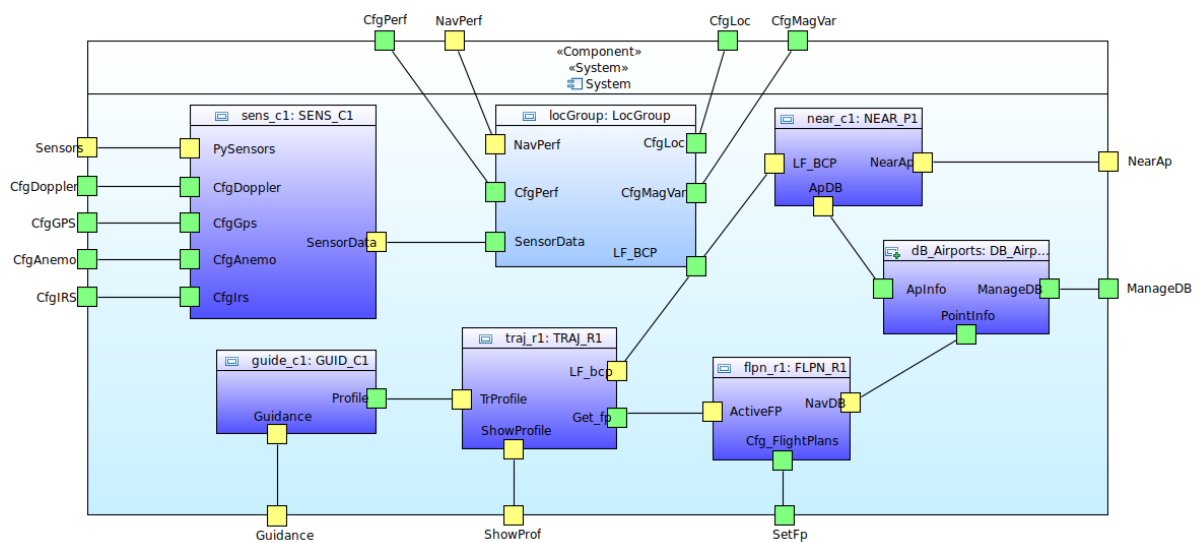 CfgPerf
NavPerf
CfgLoc
CfgMagVar
«Component»
«System»
System
sens_c1: SENS_C1
locGroup: LocGroup
near_c1: NEAR_P1
Sensors
PySensors
NavPerf
CfgLoc
LF_BCP
NearAp
NearAp
CfgDoppler
CfgDoppler
CfgPerf
CfgMagVar
ApDB
CfgGPS
CfgGps
SensorData
SensorData
LF_BCP
dB_Airports: DB_Airp...
CfgAnemo
CfgAnemo
CfgIRS
CfgIrs
ApInfo
ManageDB
ManageDB
PointInfo
traj_r1: TRAJ_R1
guide_c1: GUID_C1
flpn_r1: FLPN_R1
LF_bcp
Profile
TrProfile
Get_fp
ActiveFP
NavDB
Guidance
ShowProfile
Cfg_FlightPlans
Guidance
ShowProf
SetFp